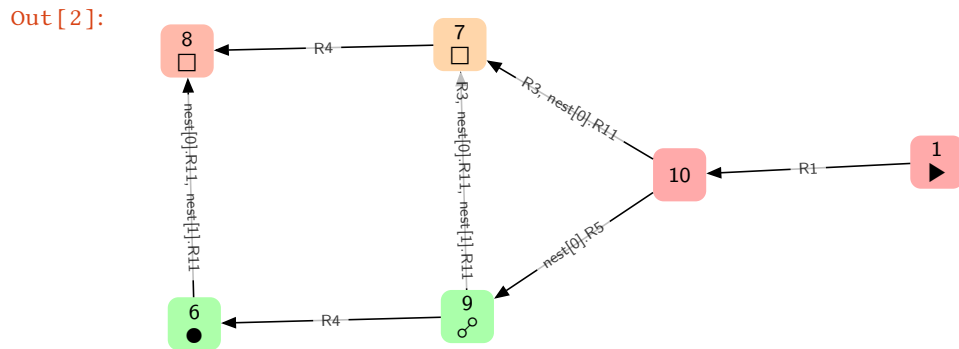 Out[2]:
8
7
R4
R3, nest[0].R11
1
10
R1
nest[0].R11, nest[1].R11
R3, nest[0].R11, nest[1].R11
nest[0].R5
6
9
R4